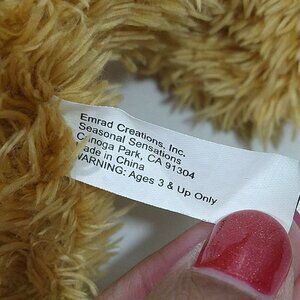 Emrad Creations, Inc.
Seasonal Sensations
Canoga Park, CA 91304
Made in China
WARNING: Ages 3 & Up Only